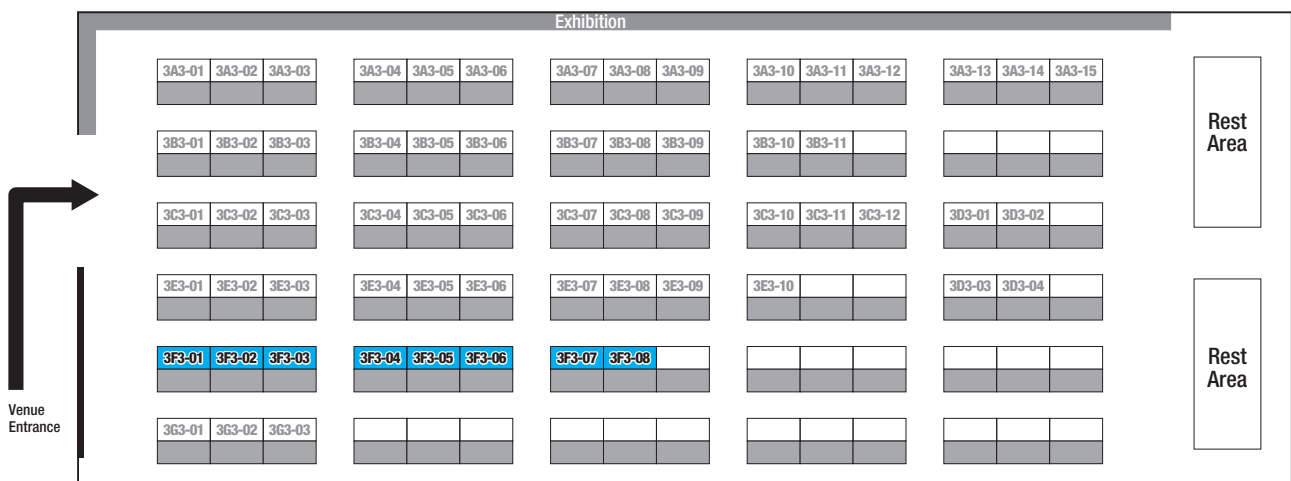 Exhibition
3A3-01 3A3-02 3A3-03 3A3-04 3A3-05 3A3-06 3A3-07 3A3-08 3A3-09 3A3-10 3A3-11 3A3-12 3A3-13 3A3-14 3A3-15
Rest
Area
3B3-01 3B3-02 3B3-03 3B3-04 3B3-05 3B3-06 3B3-07 3B3-08 3B3-09 3B3-10 3B3-11
3C3-01 3C3-02 3C3-03 3C3-04 3C3-05 3C3-06 3C3-07 3C3-08 3C3-09 3C3-10 3C3-11 3C3-12 3D3-01 3D3-02
3E3-01 3E3-02 3E3-03 3E3-04 3E3-05 3E3-06 3E3-07 3E3-08 3E3-09 3E3-10 3D3-03 3D3-04
3F3-01 3F3-02 3F3-03 3F3-04 3F3-05 3F3-06 3F3-07 3F3-08
Rest
Area
Venue
Entrance
3G3-01 3G3-02 3G3-03